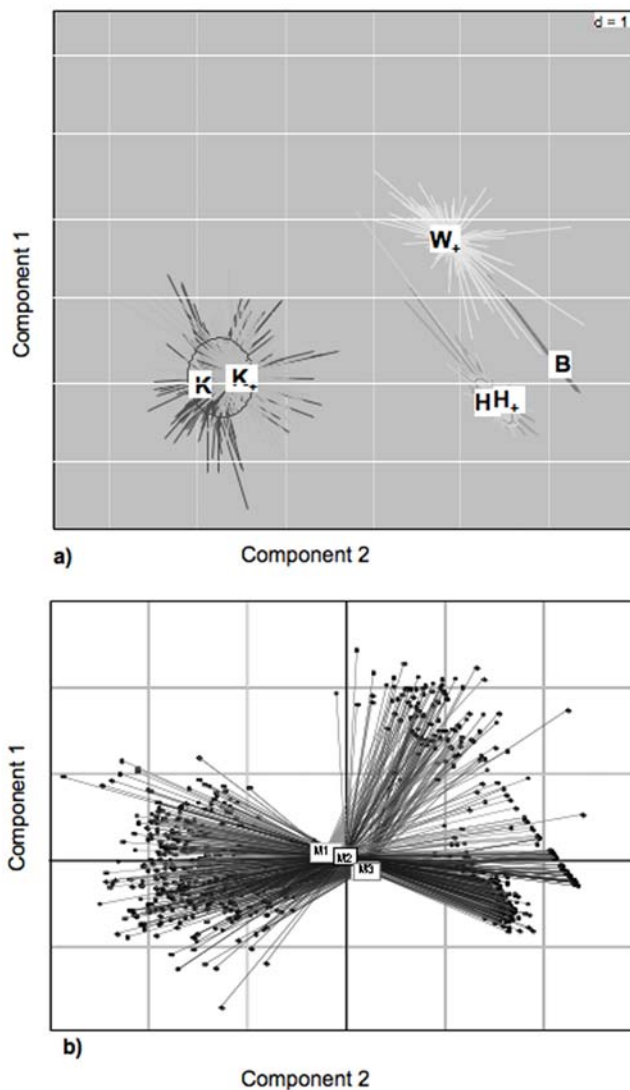 d = 1
Component 1
W+
B
K K-+
H H+
a)
Component 2
Component 1
M1
M2
M3
b)
Component 2